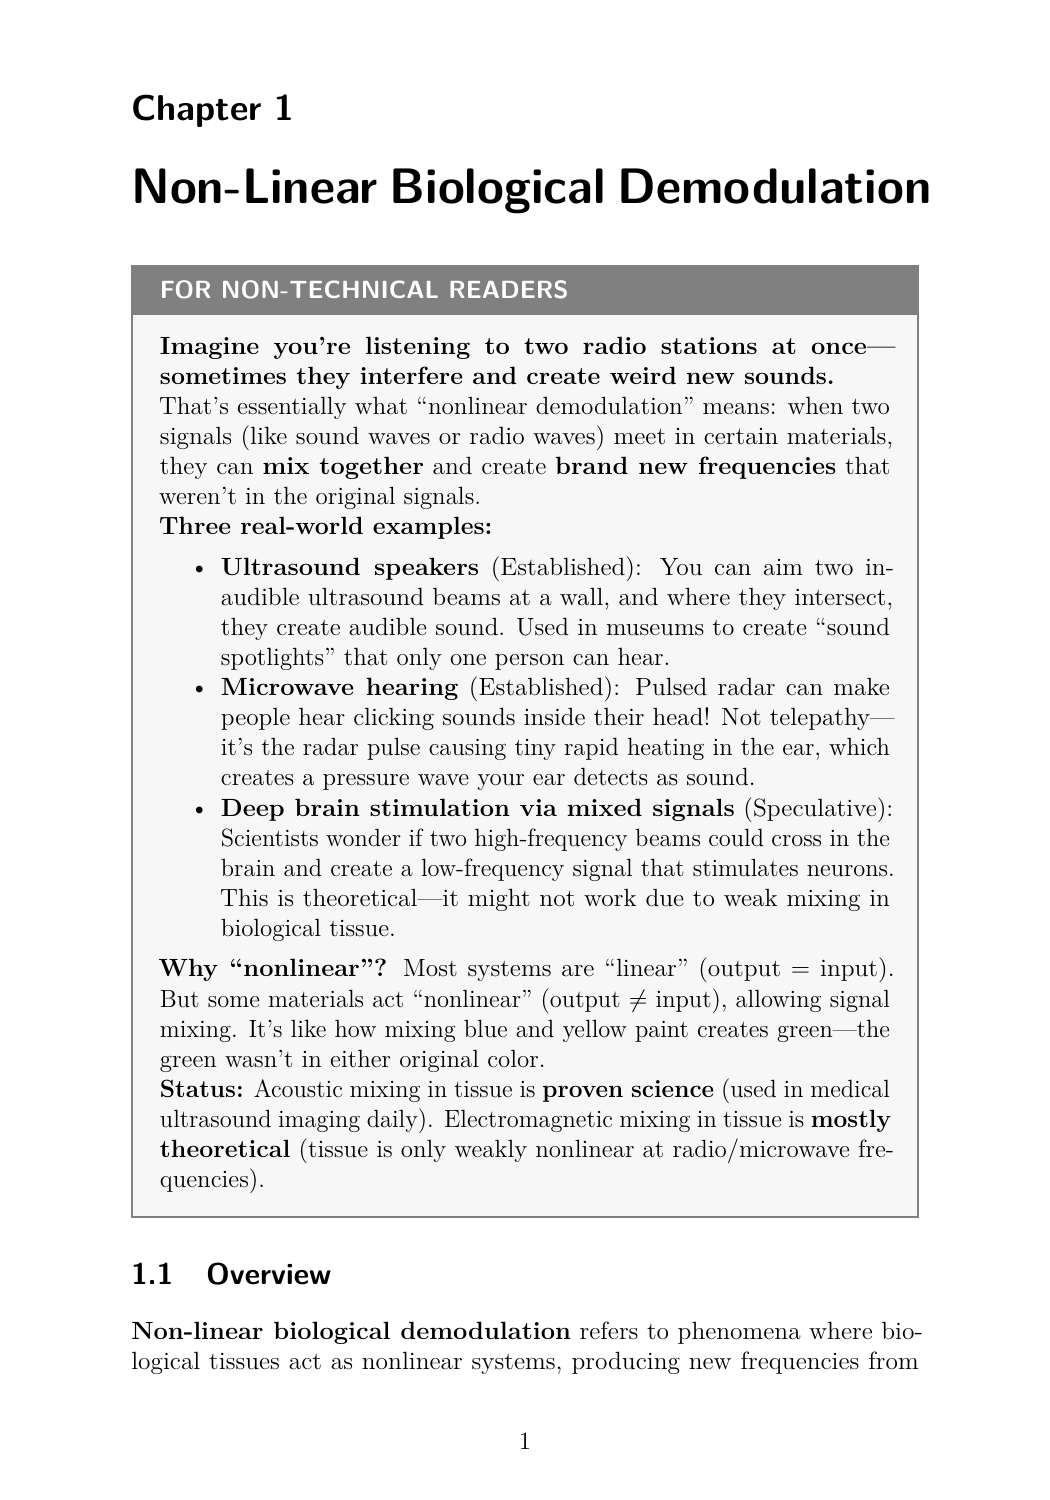 Chapter 1
Non-Linear Biological Demodulation
FOR NON-TECHNICAL READERS
Imagine you're listening to two radio stations at once—
sometimes they interfere and create weird new sounds.
That's essentially what “nonlinear demodulation” means: when two
signals (like sound waves or radio waves) meet in certain materials,
they can mix together and create brand new frequencies that
weren't in the original signals.
Three real-world examples:
• Ultrasound speakers (Established): You can aim two in-
audible ultrasound beams at a wall, and where they intersect,
they create audible sound. Used in museums to create “sound
spotlights” that only one person can hear.
• Microwave hearing (Established): Pulsed radar can make
people hear clicking sounds inside their head! Not telepathy—
it's the radar pulse causing tiny rapid heating in the ear, which
creates a pressure wave your ear detects as sound.
• Deep brain stimulation via mixed signals (Speculative):
Scientists wonder if two high-frequency beams could cross in the
brain and create a low-frequency signal that stimulates neurons.
This is theoretical—it might not work due to weak mixing in
biological tissue.
Why “nonlinear”? Most systems are “linear” (output = input).
But some materials act “nonlinear” (output ≠ input), allowing signal
mixing. It's like how mixing blue and yellow paint creates green—the
green wasn't in either original color.
Status: Acoustic mixing in tissue is proven science (used in medical
ultrasound imaging daily). Electromagnetic mixing in tissue is mostly
theoretical (tissue is only weakly nonlinear at radio/microwave fre-
quencies).
1.1 Overview
Non-linear biological demodulation refers to phenomena where bio-
logical tissues act as nonlinear systems, producing new frequencies from
1